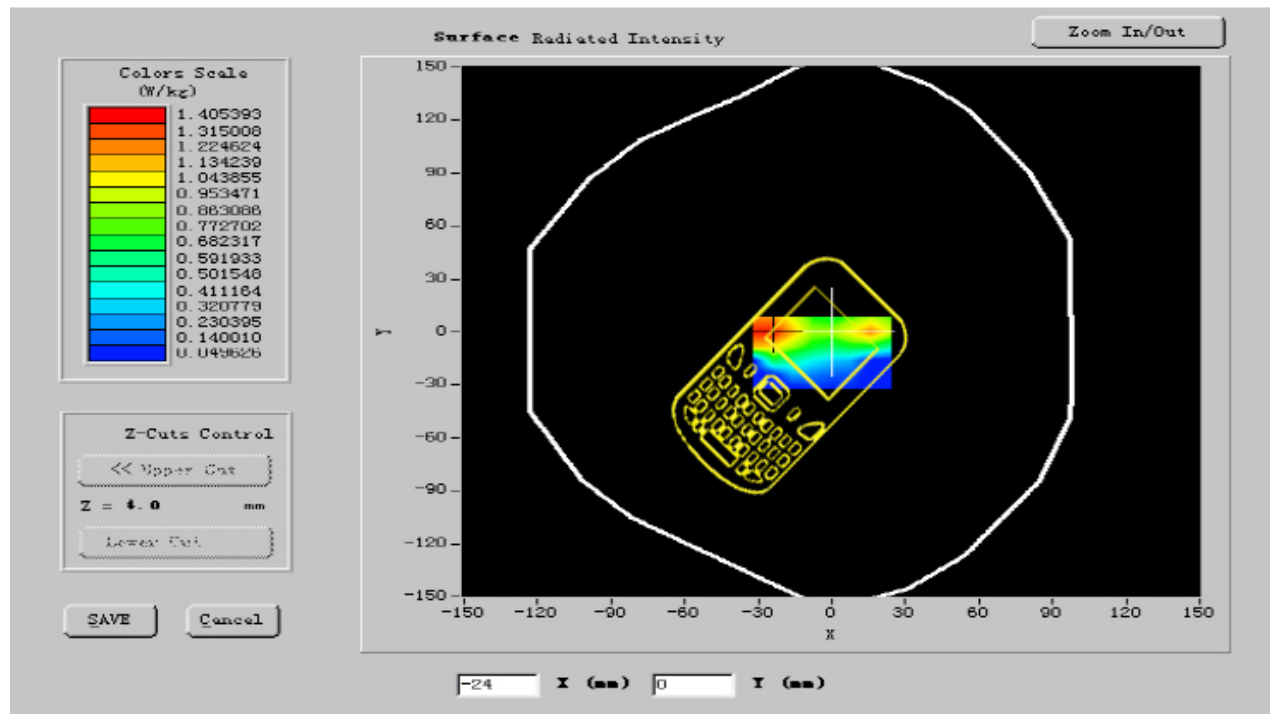 Surface Radiated Intensity
Zoom In/Out
Colors Scale
(W/kg)
1.405393
1.315008
1.224624
1.134239
1.043855
0.953471
0.863086
0.772702
0.682317
0.591933
0.501548
0.411164
0.320779
0.230395
0.140010
0.049626
Z-Cuts Control
<< Upper Cut
Z = 4.0 mm
Lower Cut
SAVE
Cancel
150
120
90
60
30
0
-30
-60
-90
-120
-150
Y
-150 -120 -90 -60 -30 0 30 60 90 120 150
X
-24 X (mm) 0 Y (mm)